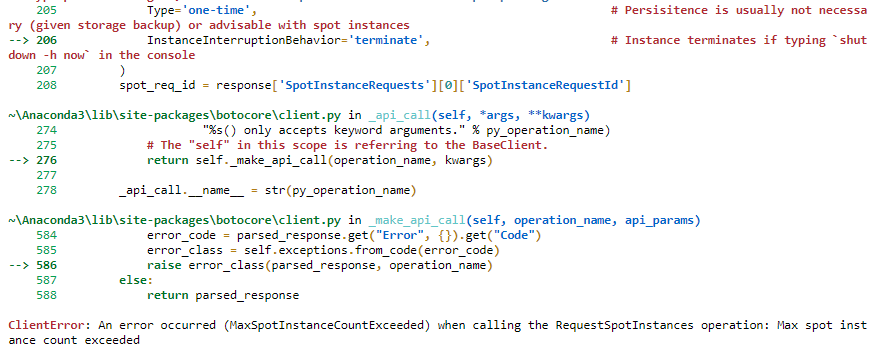 205 Type='one-time', # Persisitence is usually not necessa
ry (given storage backup) or advisable with spot instances
--> 206 InstanceInterruptionBehavior='terminate', # Instance terminates if typing `shut
down -h now` in the console
207 )
208 spot_req_id = response['SpotInstanceRequests'][0]['SpotInstanceRequestId']
~\Anaconda3\lib\site-packages\botocore\client.py in _api_call(self, *args, **kwargs)
274 "%s() only accepts keyword arguments." % py_operation_name)
275 # The "self" in this scope is referring to the BaseClient.
--> 276 return self._make_api_call(operation_name, kwargs)
277
278 _api_call.__name__ = str(py_operation_name)
~\Anaconda3\lib\site-packages\botocore\client.py in _make_api_call(self, operation_name, api_params)
584 error_code = parsed_response.get("Error", {}).get("Code")
585 error_class = self.exceptions.from_code(error_code)
--> 586 raise error_class(parsed_response, operation_name)
587 else:
588 return parsed_response
ClientError: An error occurred (MaxSpotInstanceCountExceeded) when calling the RequestSpotInstances operation: Max spot inst
ance count exceeded